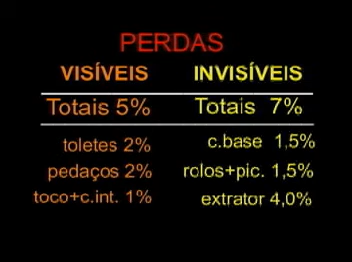 PERDAS
VISÍVEIS INVISÍVEIS
Totais 5% Totais 7%
toletes 2% c.base 1,5%
pedaços 2% rolos+pic. 1,5%
toco+c.int. 1% extrator 4,0%